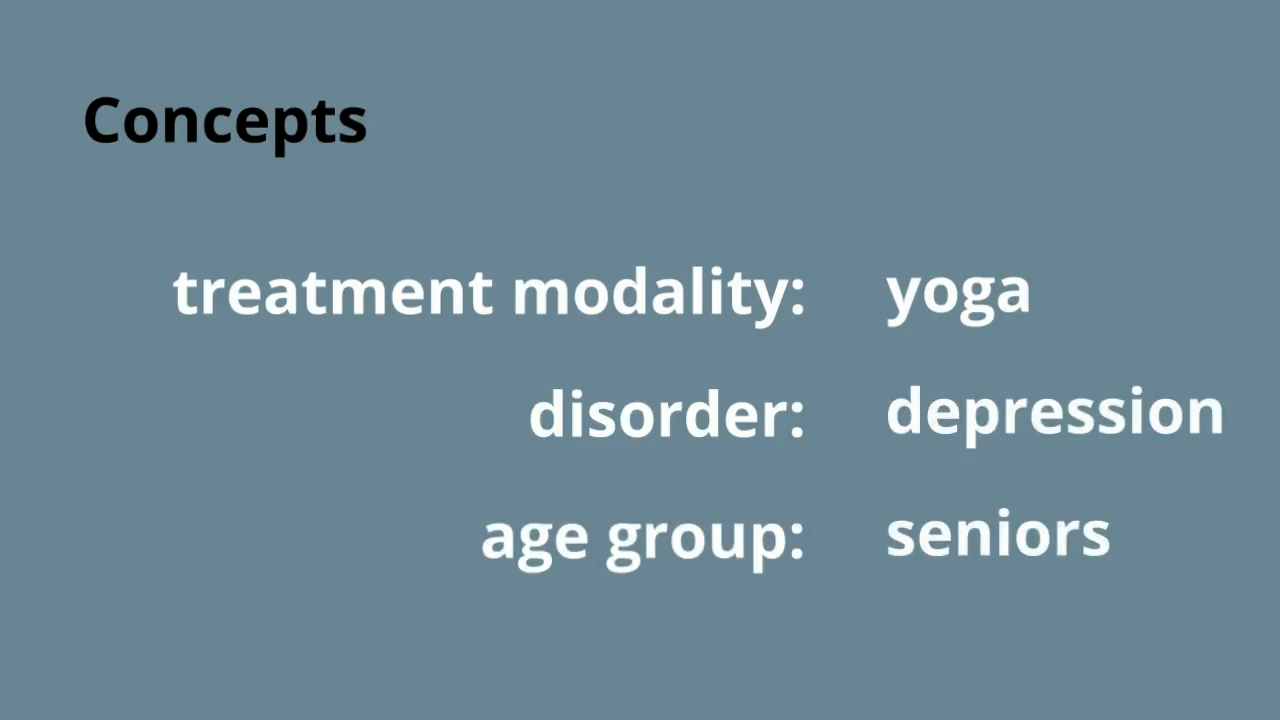 Concepts
treatment modality: yoga
disorder: depression
age group: seniors